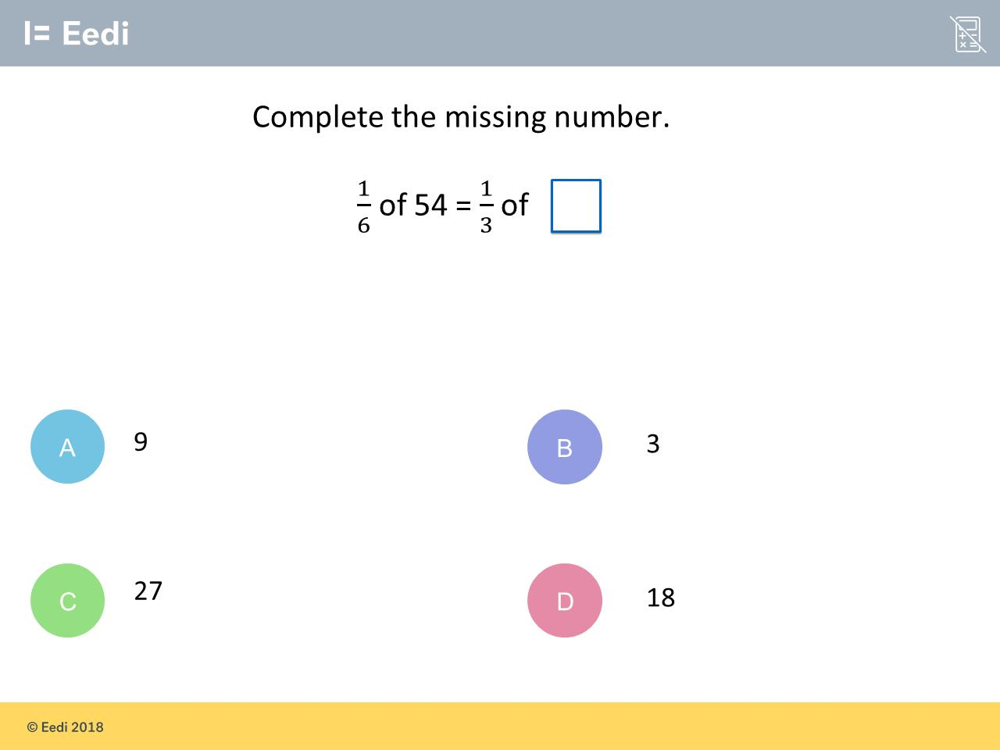 Eedi
Complete the missing number.
1/6 of 54 = 1/3 of
A 9
B 3
C 27
D 18
© Eedi 2018